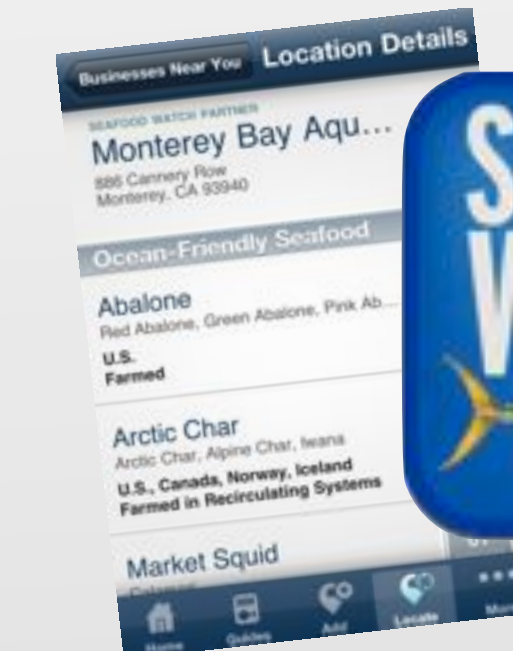 Businesses Near You
Location Details
SEAFOOD WATCH PARTNER
Monterey Bay Aqu...
886 Cannery Row
Monterey, CA 93940
Ocean-Friendly Seafood
Abalone
Red Abalone, Green Abalone, Pink Ab...
U.S.
Farmed
Arctic Char
Arctic Char, Alpine Char, Iwana
U.S., Canada, Norway, Iceland
Farmed in Recirculating Systems
Market Squid
Home
Guides
Add
Locate
S
W